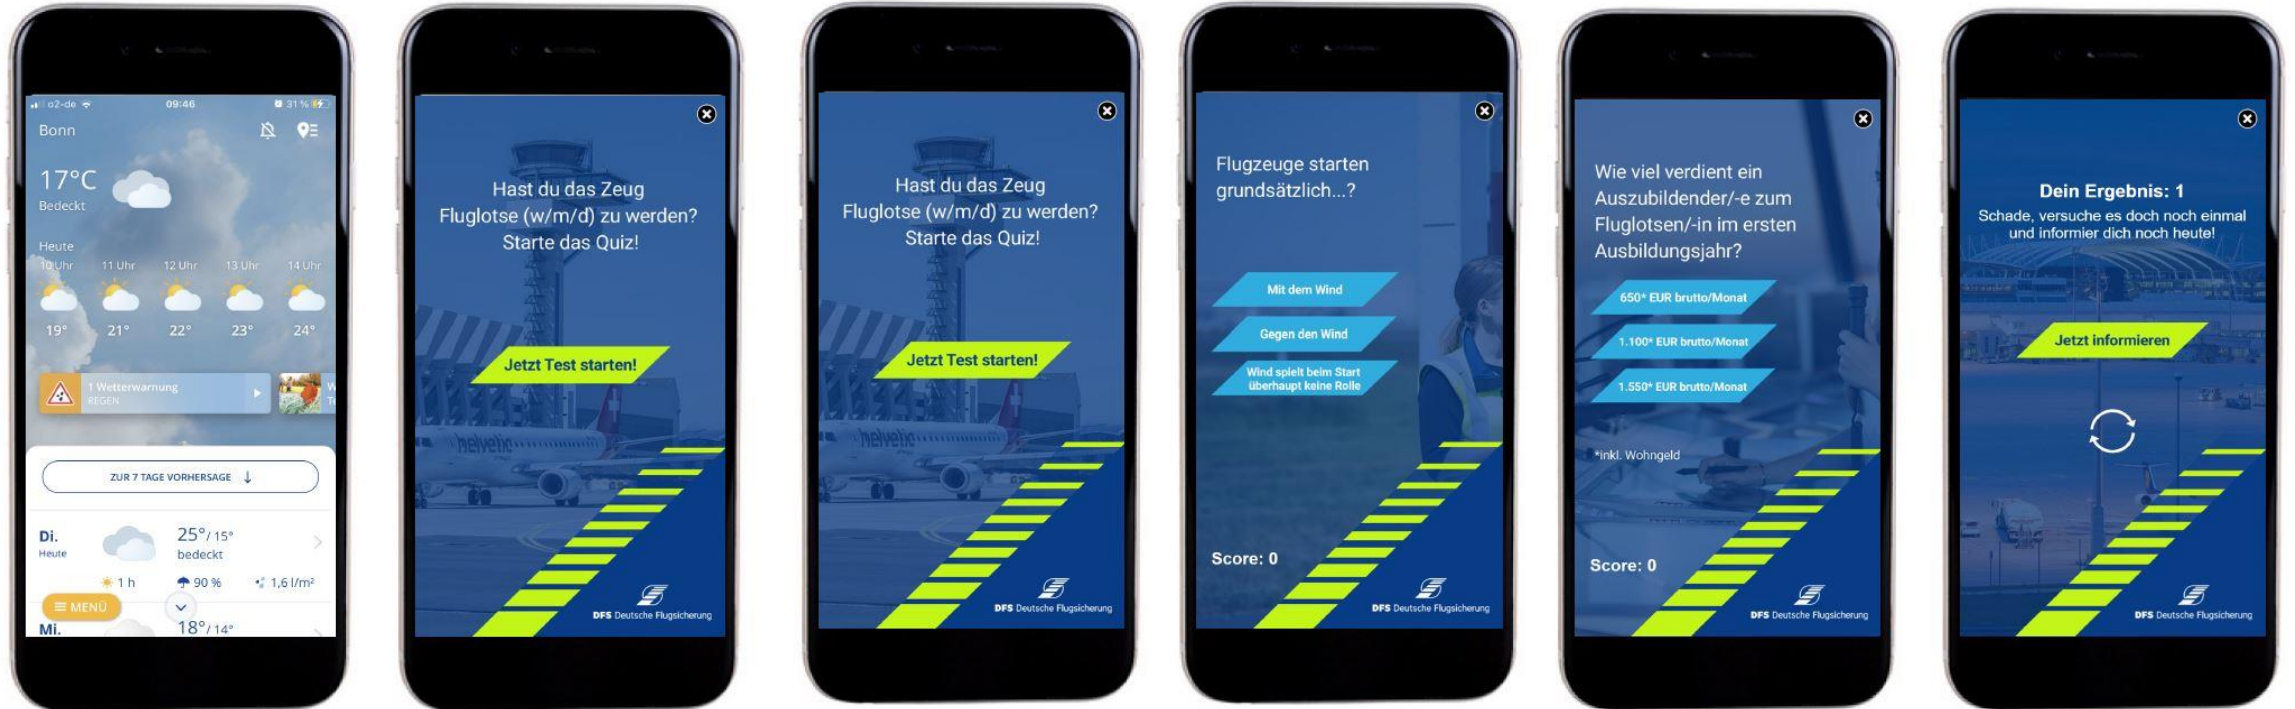 o2-de
09:46
31 %
Bonn
17°C
Bedeckt
Heute
10 Uhr 11 Uhr 12 Uhr 13 Uhr 14 Uhr
19° 21° 22° 23° 24°
1 Wetterwarnung
REGEN
ZUR 7 TAGE VORHERSAGE
Di.
Heute
25°/ 15°
bedeckt
1 h
90 %
1,6 l/m²
MENÜ
Mi.
18°/ 14°
Hast du das Zeug
Fluglotse (w/m/d) zu werden?
Starte das Quiz!
Jetzt Test starten!
helvetic
DFS Deutsche Flugsicherung
Hast du das Zeug
Fluglotse (w/m/d) zu werden?
Starte das Quiz!
Jetzt Test starten!
helvetic
DFS Deutsche Flugsicherung
Flugzeuge starten
grundsätzlich...?
Mit dem Wind
Gegen den Wind
Wind spielt beim Start
überhaupt keine Rolle
Score: 0
DFS Deutsche Flugsicherung
Wie viel verdient ein
Auszubildender/-e zum
Fluglotsen/-in im ersten
Ausbildungsjahr?
650* EUR brutto/Monat
1.100* EUR brutto/Monat
1.550* EUR brutto/Monat
*inkl. Wohngeld
Score: 0
DFS Deutsche Flugsicherung
Dein Ergebnis: 1
Schade, versuche es doch noch einmal
und informier dich noch heute!
Jetzt informieren
DFS Deutsche Flugsicherung